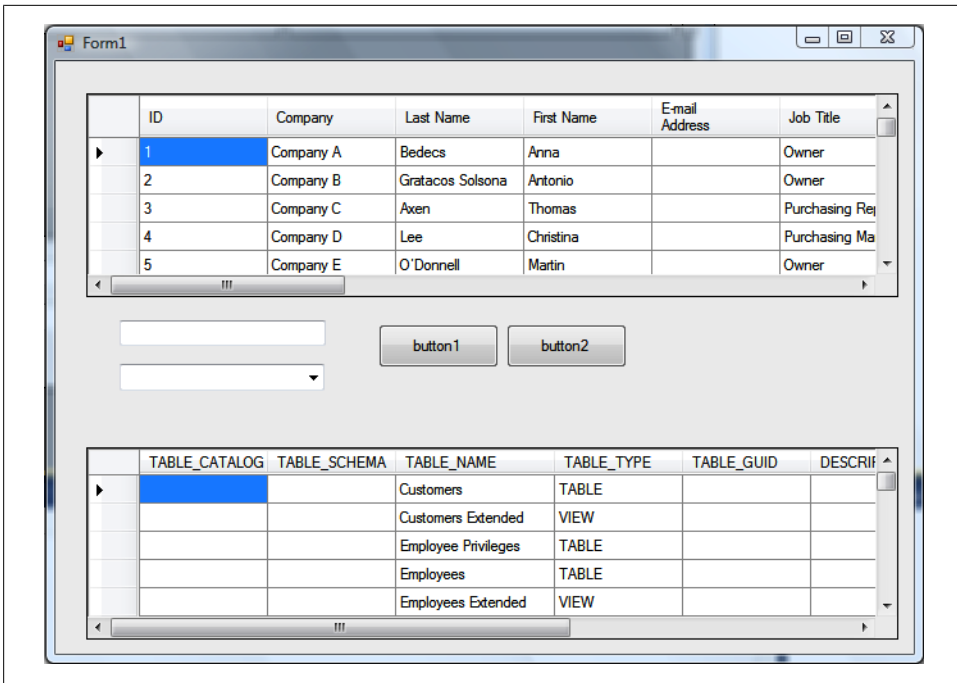 Form1
ID Company Last Name First Name E-mail Address Job Title
1 Company A Bedecs Anna Owner
2 Company B Gratacos Solsona Antonio Owner
3 Company C Axen Thomas Purchasing Rep
4 Company D Lee Christina Purchasing Ma
5 Company E O'Donnell Martin Owner
button1 button2
TABLE_CATALOG TABLE_SCHEMA TABLE_NAME TABLE_TYPE TABLE_GUID DESCRIF
Customers TABLE
Customers Extended VIEW
Employee Privileges TABLE
Employees TABLE
Employees Extended VIEW